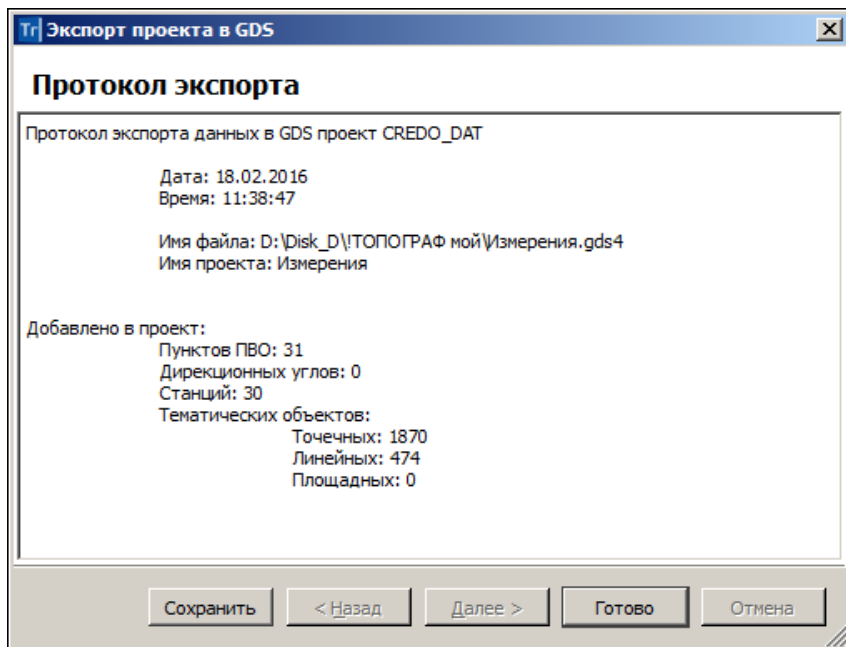 Tr Экспорт проекта в GDS
Протокол экспорта
Протокол экспорта данных в GDS проект CREDO_DAT
Дата: 18.02.2016
Время: 11:38:47
Имя файла: D:\Disk_D\!ТОПОГРАФ мой\Измерения.gds4
Имя проекта: Измерения
Добавлено в проект:
Пунктов ПВО: 31
Дирекционных углов: 0
Станций: 30
Тематических объектов:
Точечных: 1870
Линейных: 474
Площадных: 0
Сохранить < Назад Далее > Готово Отмена